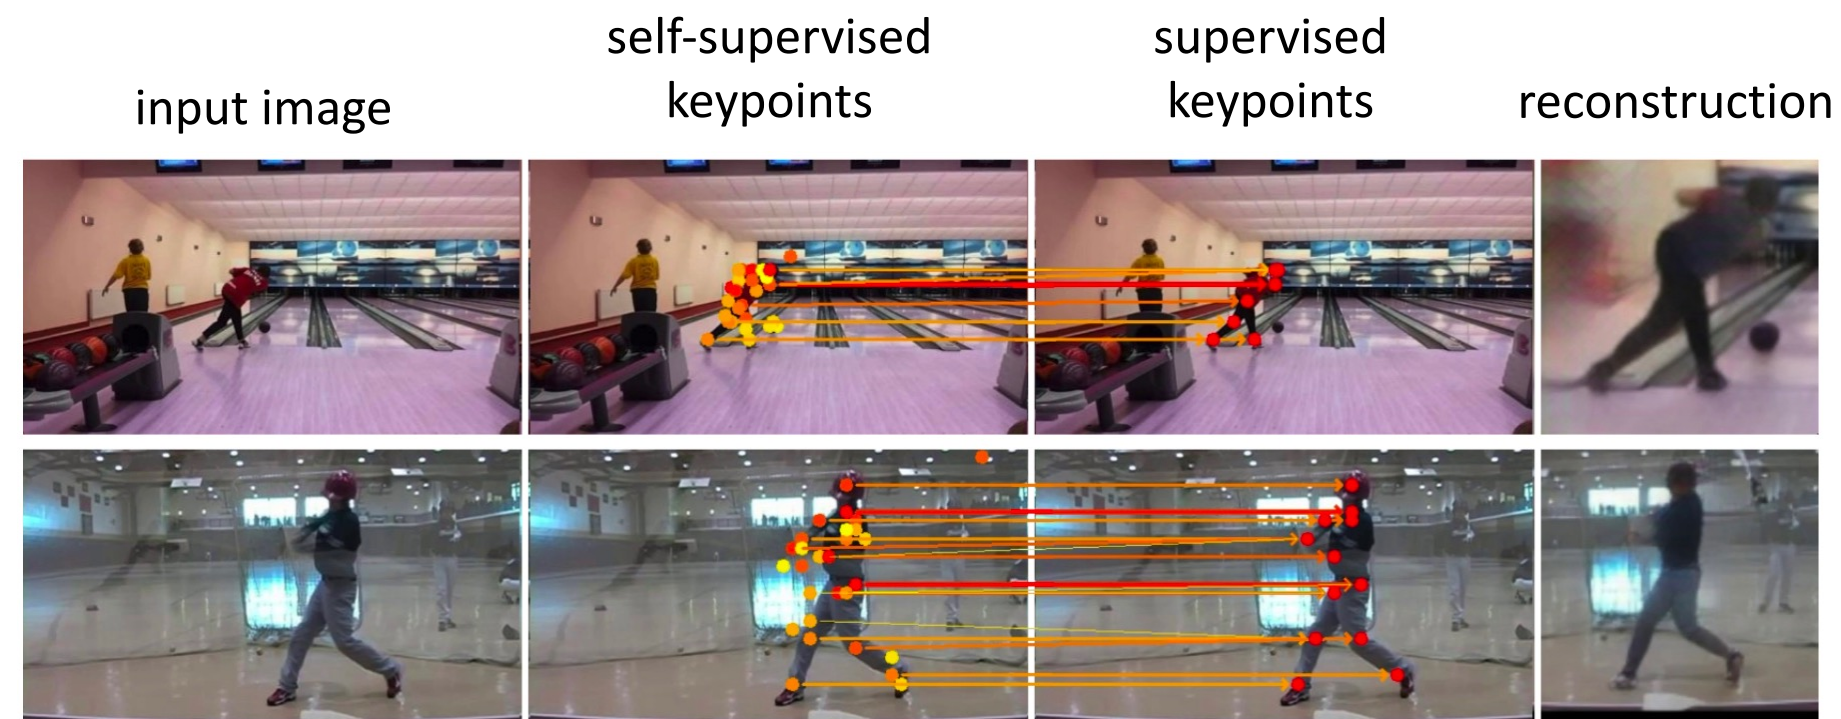 input image
self-supervised
keypoints
supervised
keypoints
reconstruction